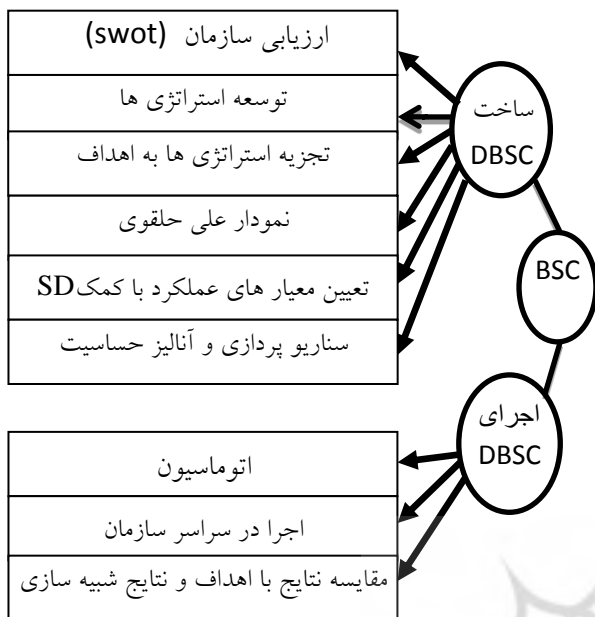 ارزیابی سازمان (swot)
توسعه استراتژی ها
تجزیه استراتژی ها به اهداف
نمودار علی حلقوی
تعیین معیار های عملکرد با کمک SD
سناریو پردازی و آنالیز حساسیت
ساخت
DBSC
BSC
اجرای
DBSC
اتوماسیون
اجرا در سراسر سازمان
مقایسه نتایج با اهداف و نتایج شبیه سازی